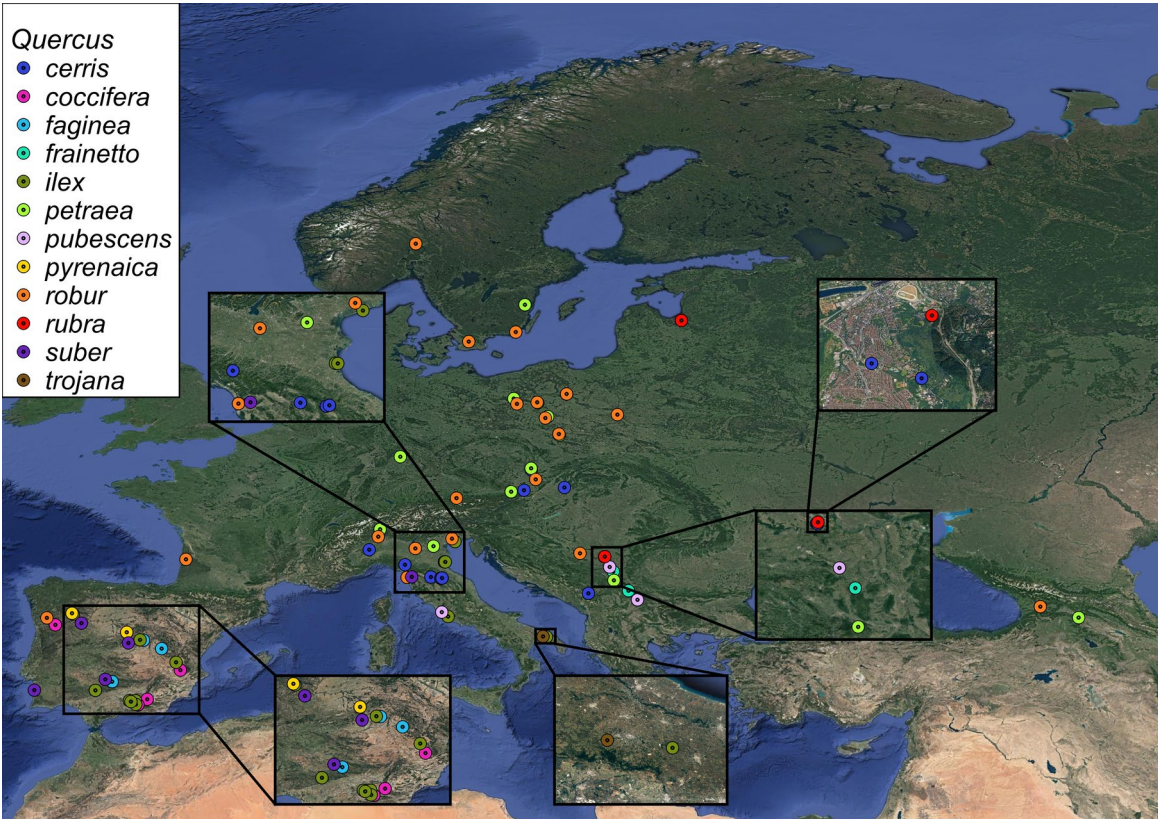 Quercus
cerris
coccifera
faginea
frainetto
ilex
petraea
pubescens
pyrenaica
robur
rubra
suber
trojana